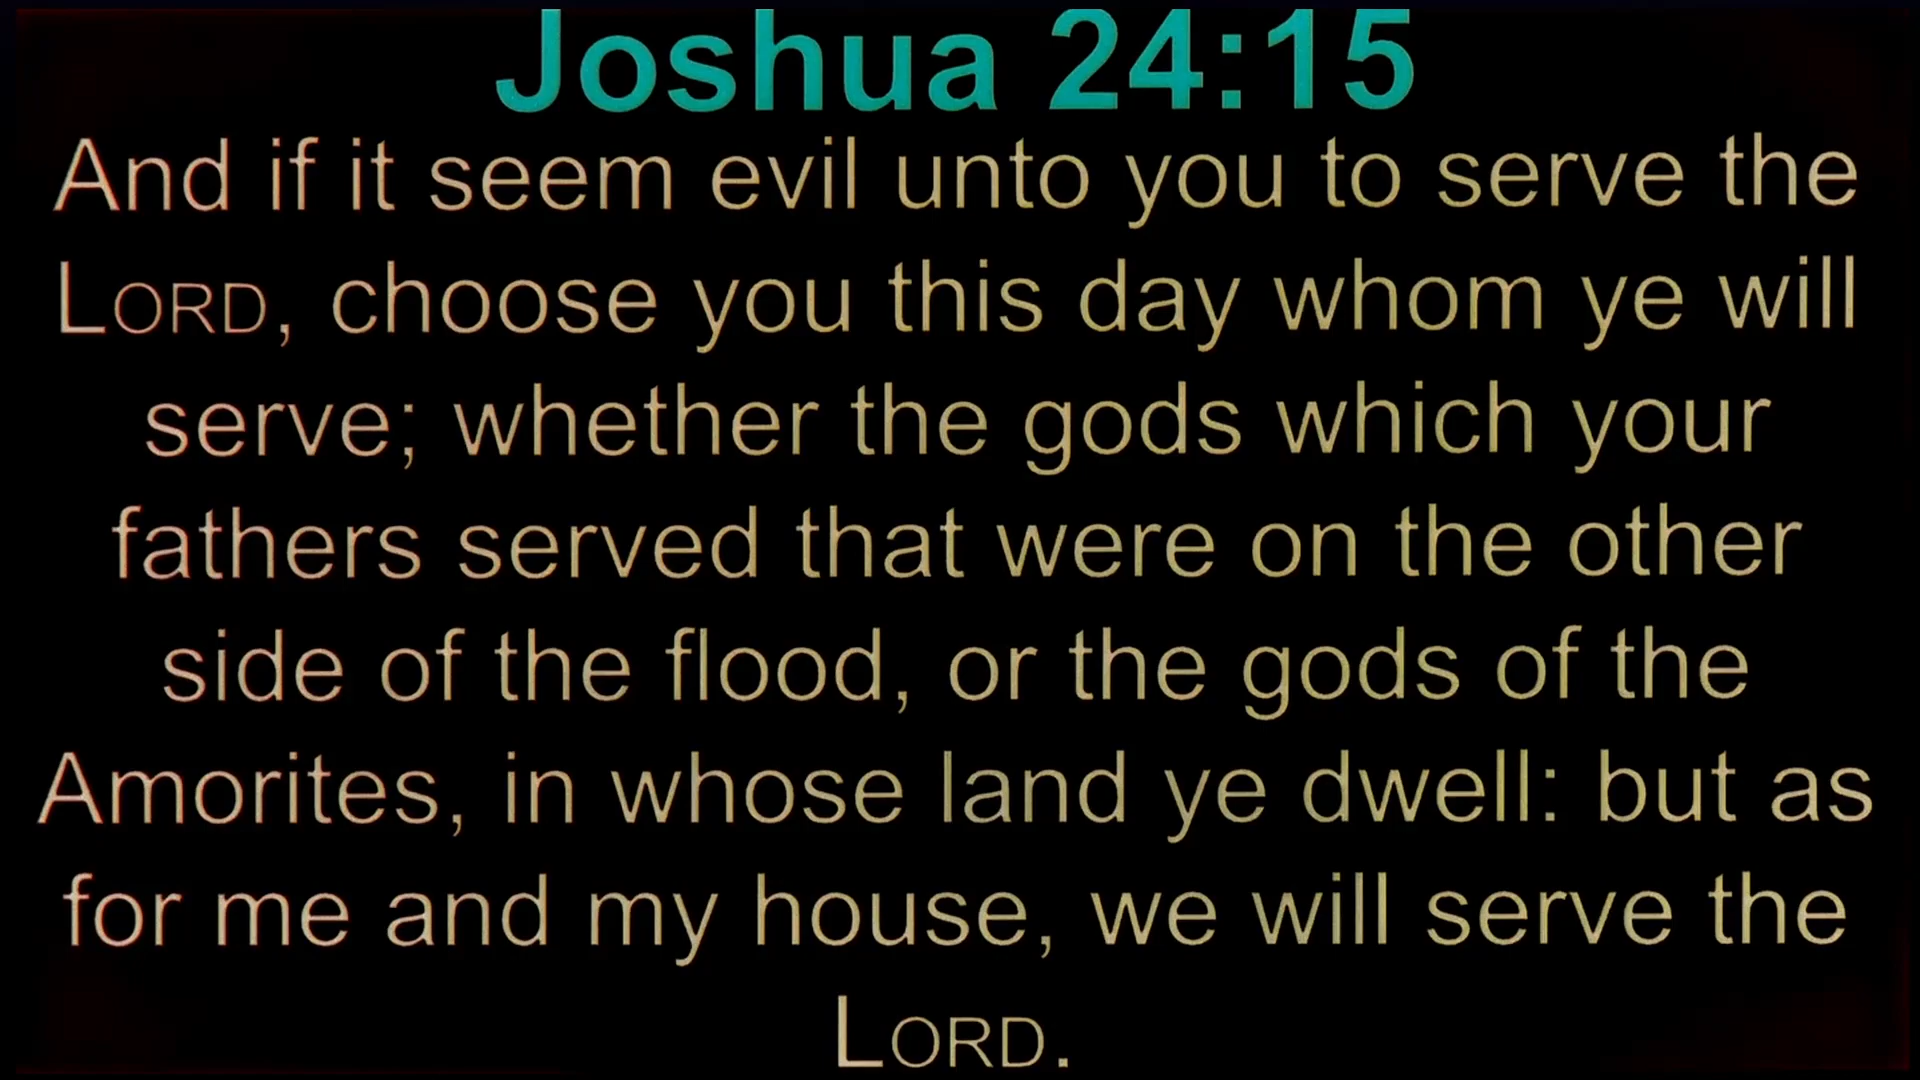 Joshua 24:15
And if it seem evil unto you to serve the
LORD, choose you this day whom ye will
serve; whether the gods which your
fathers served that were on the other
side of the flood, or the gods of the
Amorites, in whose land ye dwell: but as
for me and my house, we will serve the
LORD.